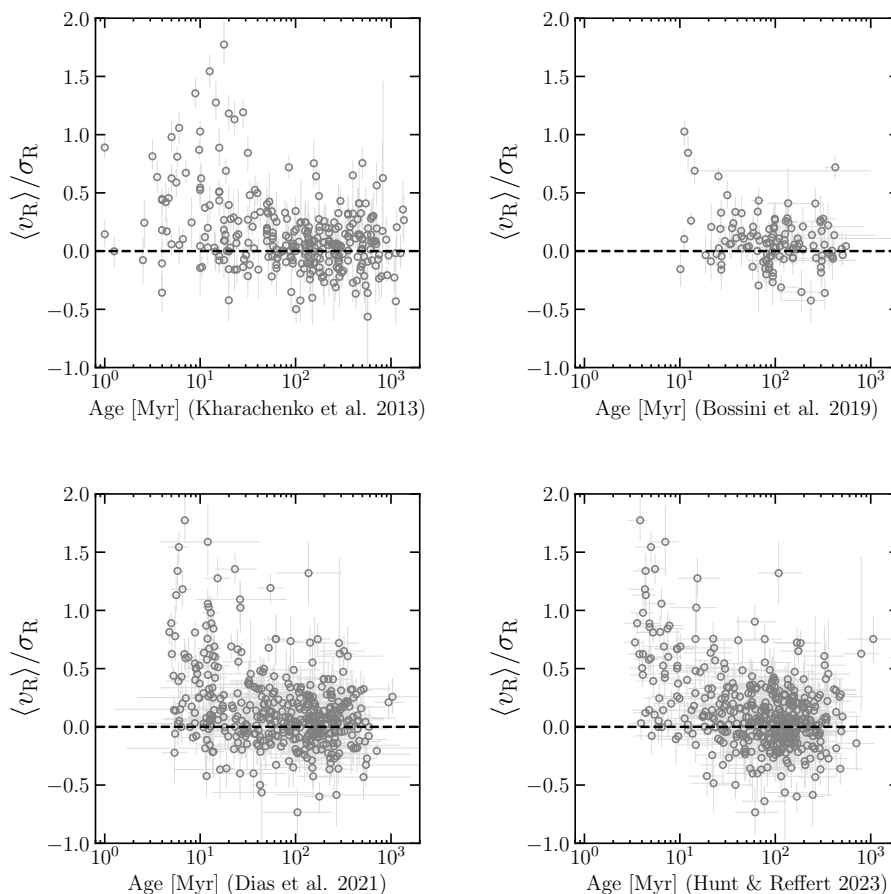 2.0
1.5
1.0
0.5
0.0
−0.5
−1.0
⟨v_R⟩/σ_R
10^0 10^1 10^2 10^3
Age [Myr] (Kharachenko et al. 2013)
2.0
1.5
1.0
0.5
0.0
−0.5
−1.0
⟨v_R⟩/σ_R
10^0 10^1 10^2 10^3
Age [Myr] (Bossini et al. 2019)
2.0
1.5
1.0
0.5
0.0
−0.5
−1.0
⟨v_R⟩/σ_R
10^0 10^1 10^2 10^3
Age [Myr] (Dias et al. 2021)
2.0
1.5
1.0
0.5
0.0
−0.5
−1.0
⟨v_R⟩/σ_R
10^0 10^1 10^2 10^3
Age [Myr] (Hunt & Reffert 2023)